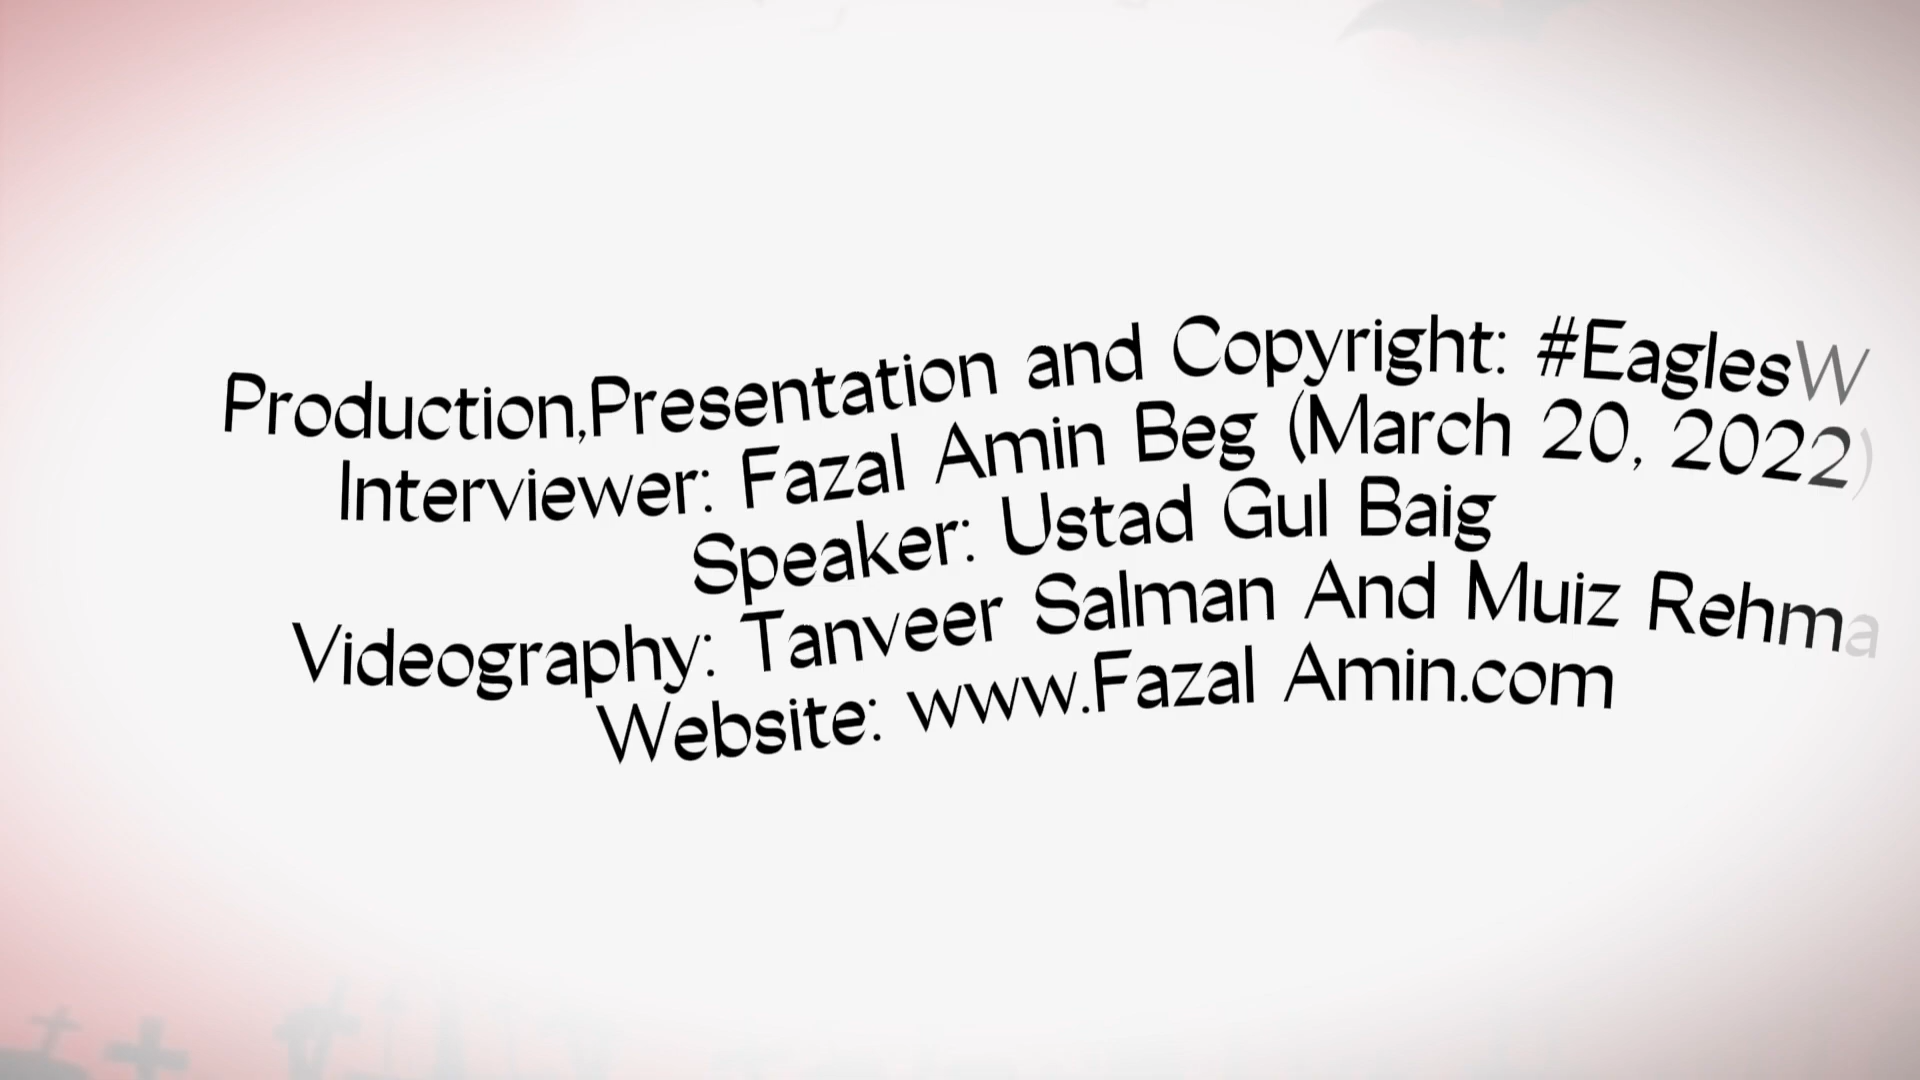 Production,Presentation and Copyright: #EaglesW
Interviewer: Fazal Amin Beg (March 20, 2022)
Speaker: Ustad Gul Baig
Videography: Tanveer Salman And Muiz Rehma
Website: www.Fazal Amin.com